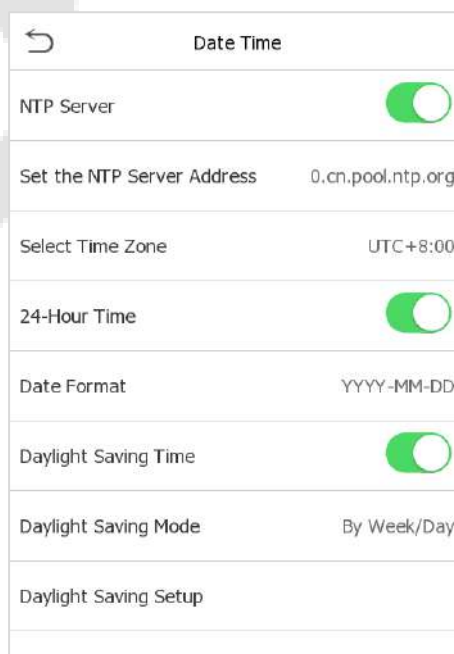 Date Time
NTP Server
Set the NTP Server Address 0.cn.pool.ntp.org
Select Time Zone UTC+8:00
24-Hour Time
Date Format YYYY-MM-DD
Daylight Saving Time
Daylight Saving Mode By Week/Day
Daylight Saving Setup